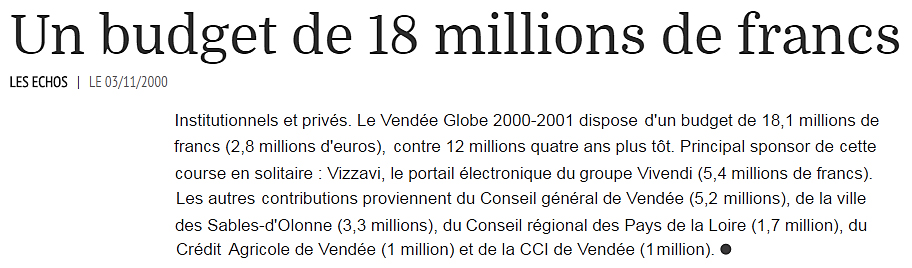 Un budget de 18 millions de francs
LES ECHOS | LE 03/11/2000
Institutionnels et privés. Le Vendée Globe 2000-2001 dispose d'un budget de 18,1 millions de
francs (2,8 millions d'euros), contre 12 millions quatre ans plus tôt. Principal sponsor de cette
course en solitaire : Vizzavi, le portail électronique du groupe Vivendi (5,4 millions de francs).
Les autres contributions proviennent du Conseil général de Vendée (5,2 millions), de la ville
des Sables-d'Olonne (3,3 millions), du Conseil régional des Pays de la Loire (1,7 million), du
Crédit Agricole de Vendée (1 million) et de la CCI de Vendée (1million). ●